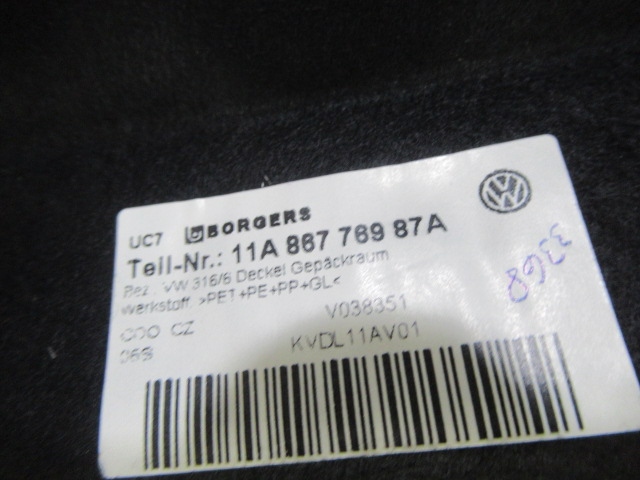 UC7 BORGERS
Teil-Nr.: 11A 867 769 87A
Bez.: VW 316/6 Deckel Gepäckraum
Werkstoff: >PET+PE+PP+GL<
COO CZ V038351
KVDL11AV01
3368